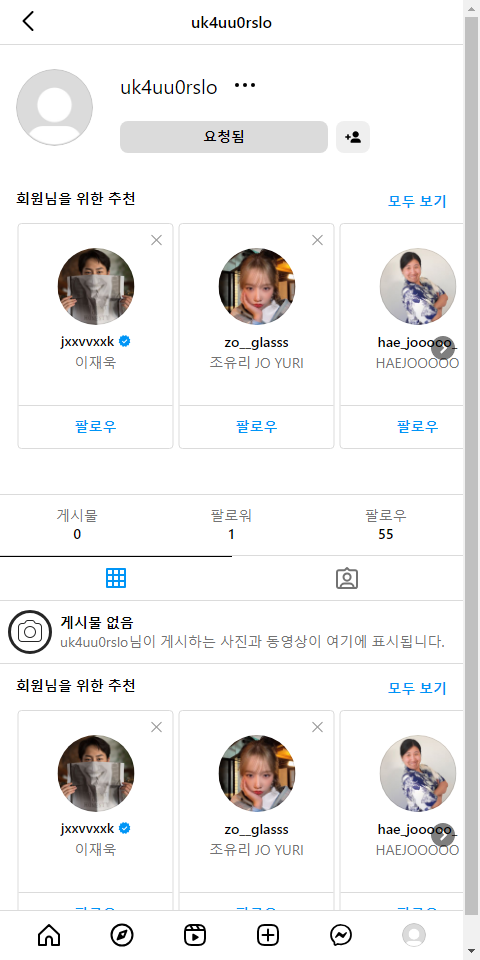 uk4uu0rslo
uk4uu0rslo
요청됨
회원님을 위한 추천
모두 보기
jxxvvxxk
이재욱
팔로우
zo__glasss
조유리 JO YURI
팔로우
hae_jooooo_
HAEJOOOOO
팔로우
게시물
0
팔로워
1
팔로우
55
게시물 없음
uk4uu0rslo님이 게시하는 사진과 동영상이 여기에 표시됩니다.
회원님을 위한 추천
모두 보기
jxxvvxxk
이재욱
zo__glasss
조유리 JO YURI
hae_jooooo_
HAEJOOOOO